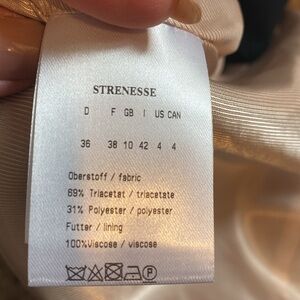 STRENESSE
D F GB I US CAN
36 38 10 42 4 4
Oberstoff / fabric
69% Triacetat / triacetate
31% Polyester / polyester
Futter / lining
100%Viscose / viscose
P